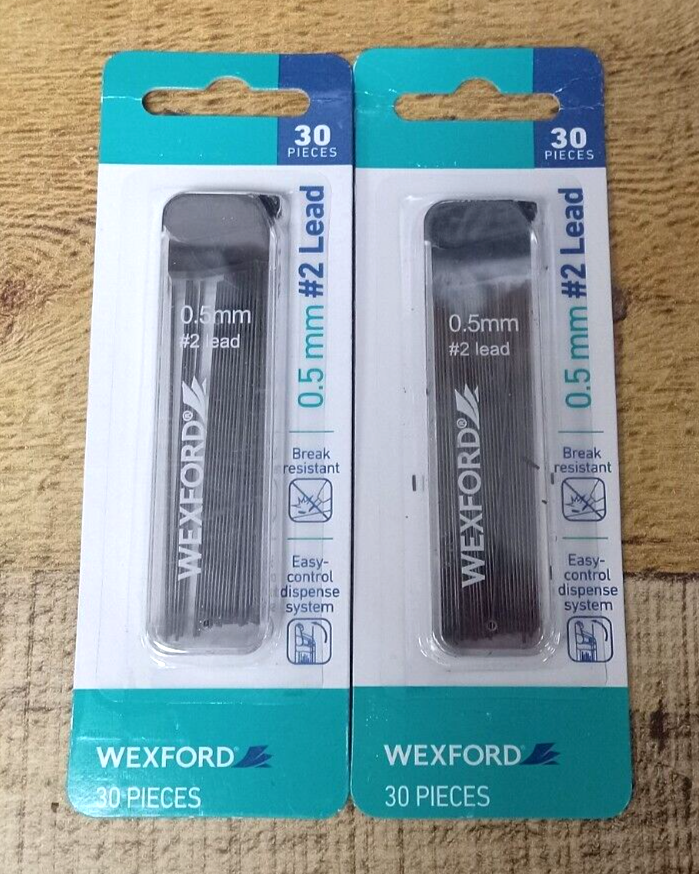 30
PIECES
0.5 mm #2 Lead
0.5mm
#2 lead
WEXFORD®
Break
resistant
Easy-
control
dispense
system
WEXFORD
30 PIECES
30
PIECES
0.5 mm #2 Lead
0.5mm
#2 lead
WEXFORD®
Break
resistant
Easy-
control
dispense
system
WEXFORD
30 PIECES